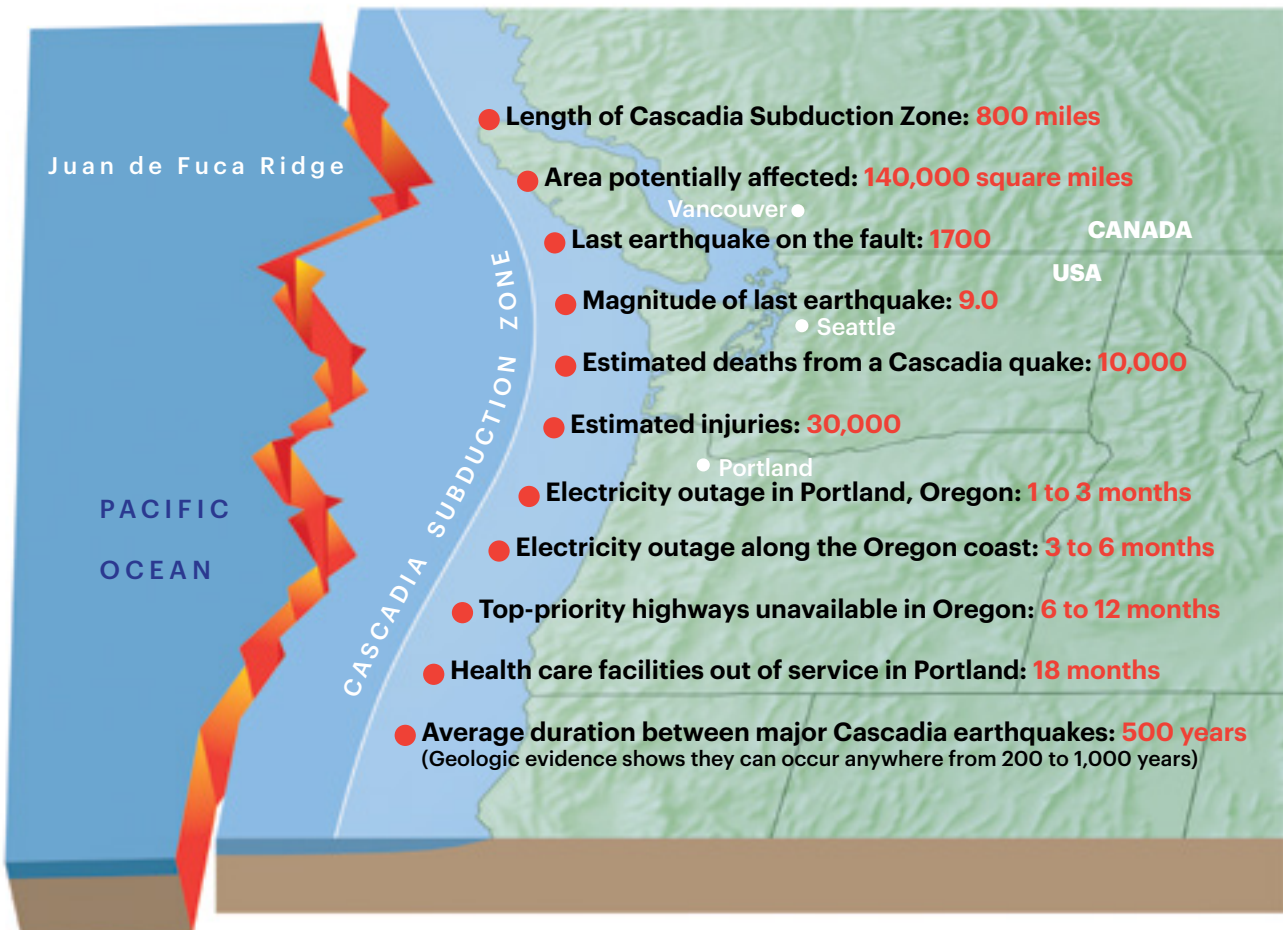 Juan de Fuca Ridge
Length of Cascadia Subduction Zone: 800 miles
Area potentially affected: 140,000 square miles
Vancouver
Last earthquake on the fault: 1700
CANADA
USA
Magnitude of last earthquake: 9.0
Seattle
Estimated deaths from a Cascadia quake: 10,000
Estimated injuries: 30,000
Portland
CASCADIA SUBDUCTION ZONE
PACIFIC
OCEAN
Electricity outage in Portland, Oregon: 1 to 3 months
Electricity outage along the Oregon coast: 3 to 6 months
Top-priority highways unavailable in Oregon: 6 to 12 months
Health care facilities out of service in Portland: 18 months
Average duration between major Cascadia earthquakes: 500 years
(Geologic evidence shows they can occur anywhere from 200 to 1,000 years)